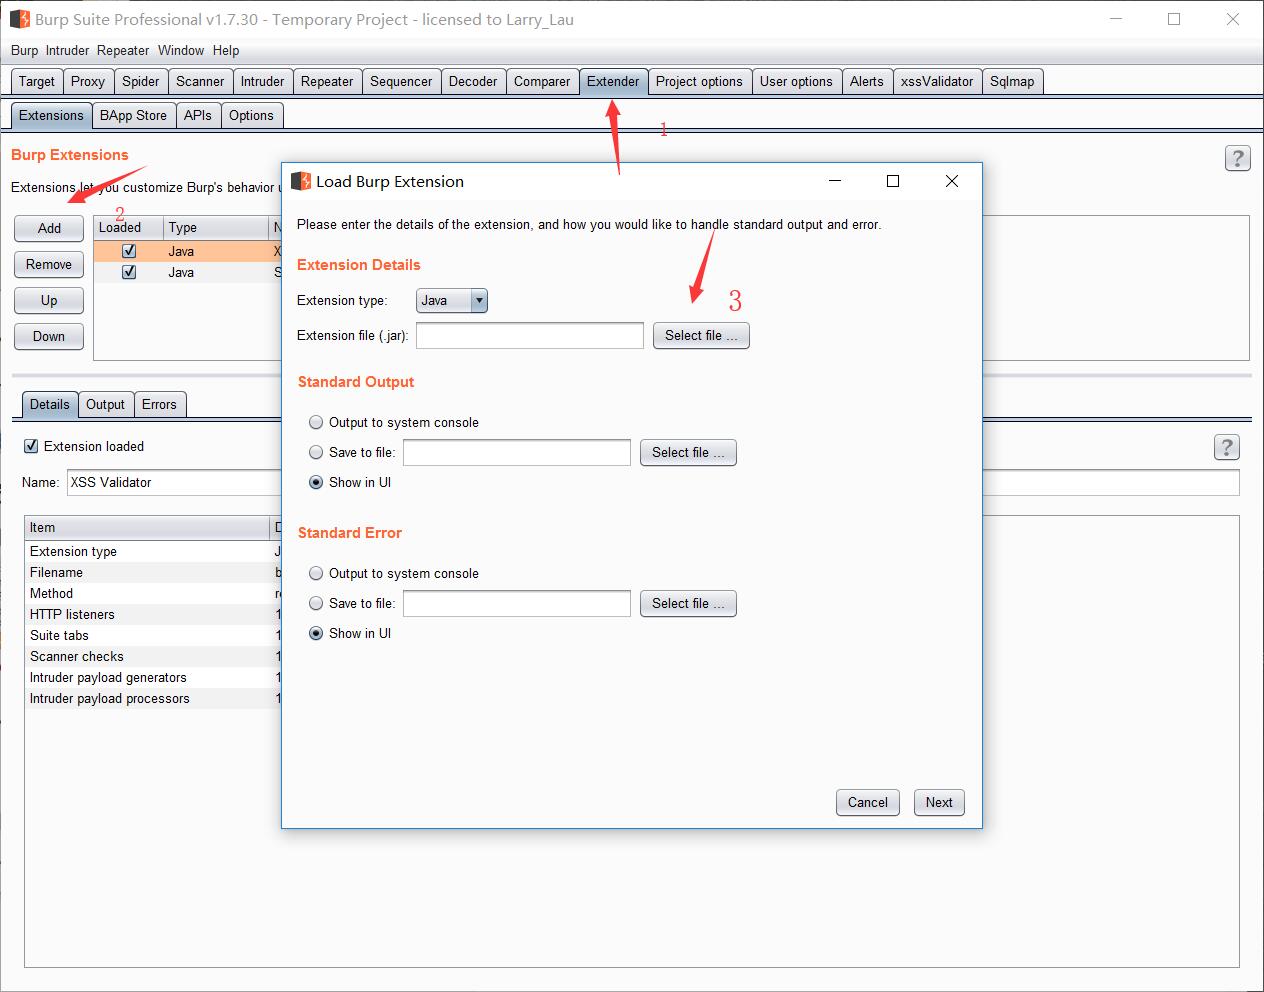 Burp Suite Professional v1.7.30 - Temporary Project - licensed to Larry_Lau
Burp Intruder Repeater Window Help
Target Proxy Spider Scanner Intruder Repeater Sequencer Decoder Comparer Extender Project options User options Alerts xssValidator Sqlmap
Extensions BApp Store APIs Options
1
Burp Extensions
?
Extensions let you customize Burp's behavior u
2
Add
Remove
Up
Down
Loaded Type N
Java X
Java S
Details Output Errors
Extension loaded
?
Name: XSS Validator
Item D
Extension type J
Filename b
Method re
HTTP listeners 1
Suite tabs 1
Scanner checks 1
Intruder payload generators 1
Intruder payload processors 1
Load Burp Extension
Please enter the details of the extension, and how you would like to handle standard output and error.
Extension Details
3
Extension type: Java
Extension file (.jar): Select file ...
Standard Output
Output to system console
Save to file: Select file ...
Show in UI
Standard Error
Output to system console
Save to file: Select file ...
Show in UI
Cancel Next